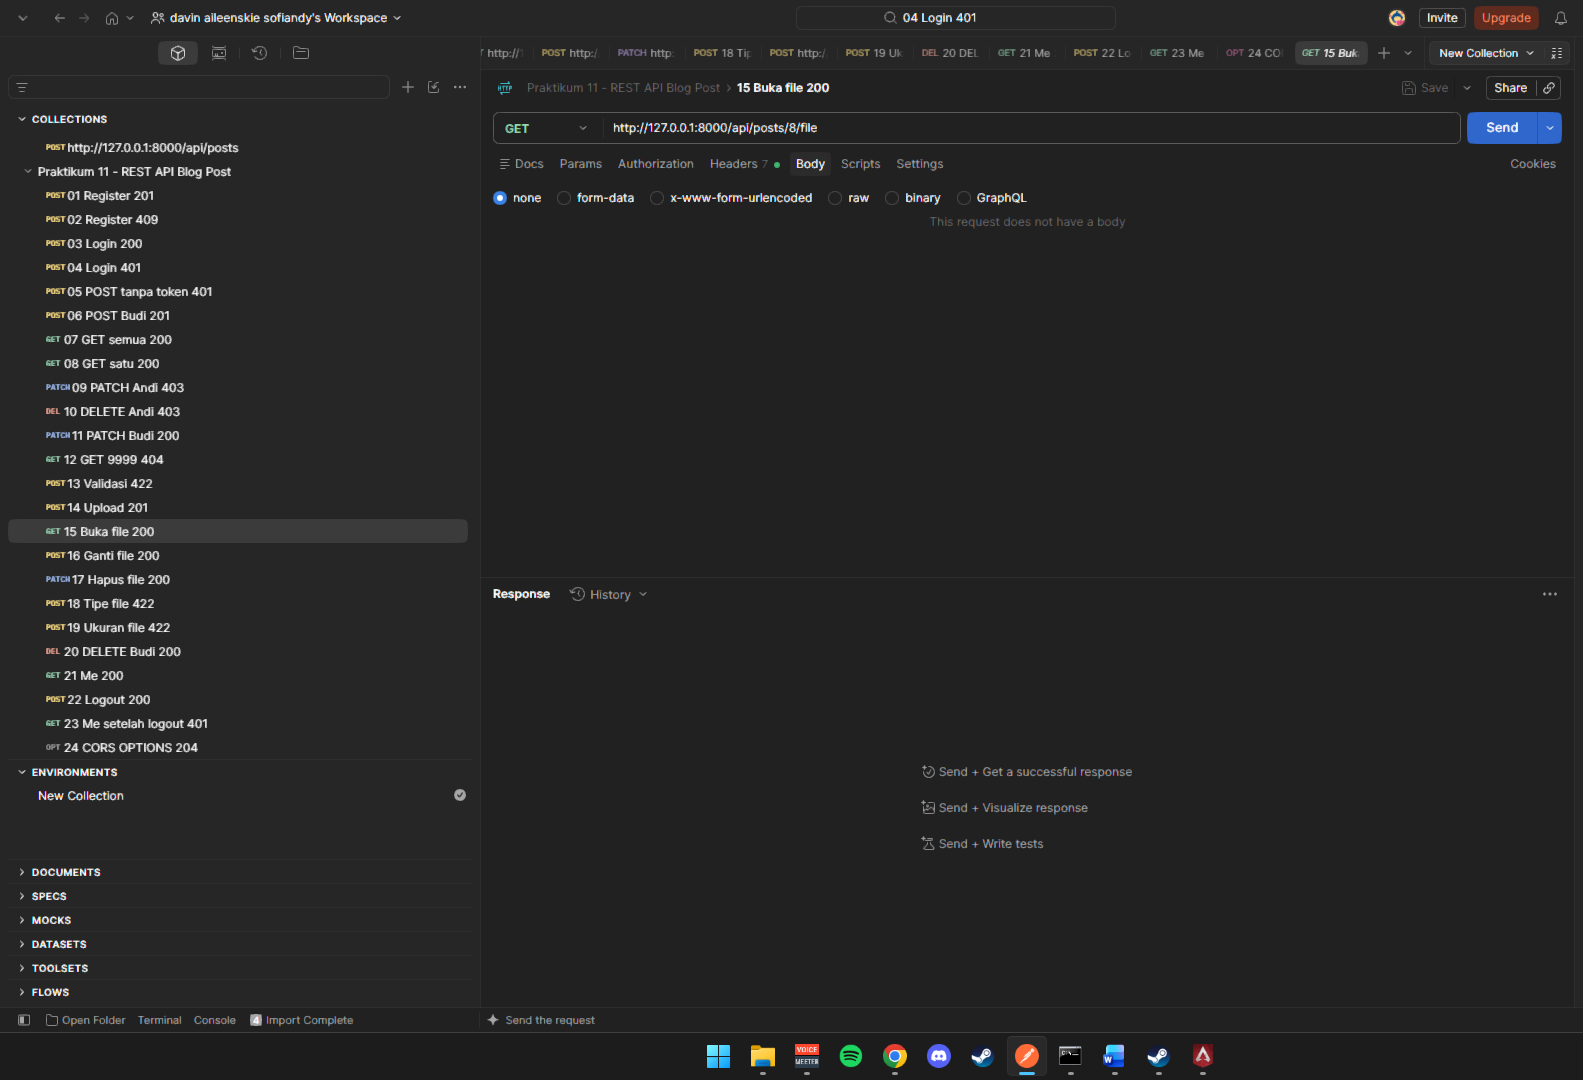 davin aileenskie sofiandy's Workspace
04 Login 401
Invite
Upgrade
http://
POST http:/
PATCH http:
POST 18 Tip
POST http:/
POST 19 Uk
DEL 20 DEL
GET 21 Me
POST 22 Lo
GET 23 Me
OPT 24 CO
GET 15 Buk
New Collection
COLLECTIONS
POST http://127.0.0.1:8000/api/posts
Praktikum 11 - REST API Blog Post
POST 01 Register 201
POST 02 Register 409
POST 03 Login 200
POST 04 Login 401
POST 05 POST tanpa token 401
POST 06 POST Budi 201
GET 07 GET semua 200
GET 08 GET satu 200
PATCH 09 PATCH Andi 403
DEL 10 DELETE Andi 403
PATCH 11 PATCH Budi 200
GET 12 GET 9999 404
POST 13 Validasi 422
POST 14 Upload 201
GET 15 Buka file 200
POST 16 Ganti file 200
PATCH 17 Hapus file 200
POST 18 Tipe file 422
POST 19 Ukuran file 422
DEL 20 DELETE Budi 200
GET 21 Me 200
POST 22 Logout 200
GET 23 Me setelah logout 401
OPT 24 CORS OPTIONS 204
ENVIRONMENTS
New Collection
DOCUMENTS
SPECS
MOCKS
DATASETS
TOOLSETS
FLOWS
HTTP Praktikum 11 - REST API Blog Post > 15 Buka file 200
Save
Share
GET http://127.0.0.1:8000/api/posts/8/file
Send
Docs Params Authorization Headers 7 Body Scripts Settings
Cookies
none form-data x-www-form-urlencoded raw binary GraphQL
This request does not have a body
Response History
Send + Get a successful response
Send + Visualize response
Send + Write tests
Open Folder Terminal Console 4 Import Complete
Send the request
VOICE
MEETER